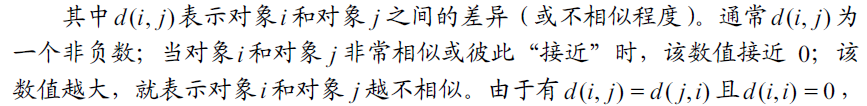 其中d(i, j)表示对象i和对象j之间的差异（或不相似程度）。通常d(i, j)为
一个非负数；当对象i和对象j非常相似或彼此“接近”时，该数值接近 0；该
数值越大，就表示对象i和对象j越不相似。由于有d(i, j) = d(j,i)且d(i,i) = 0，